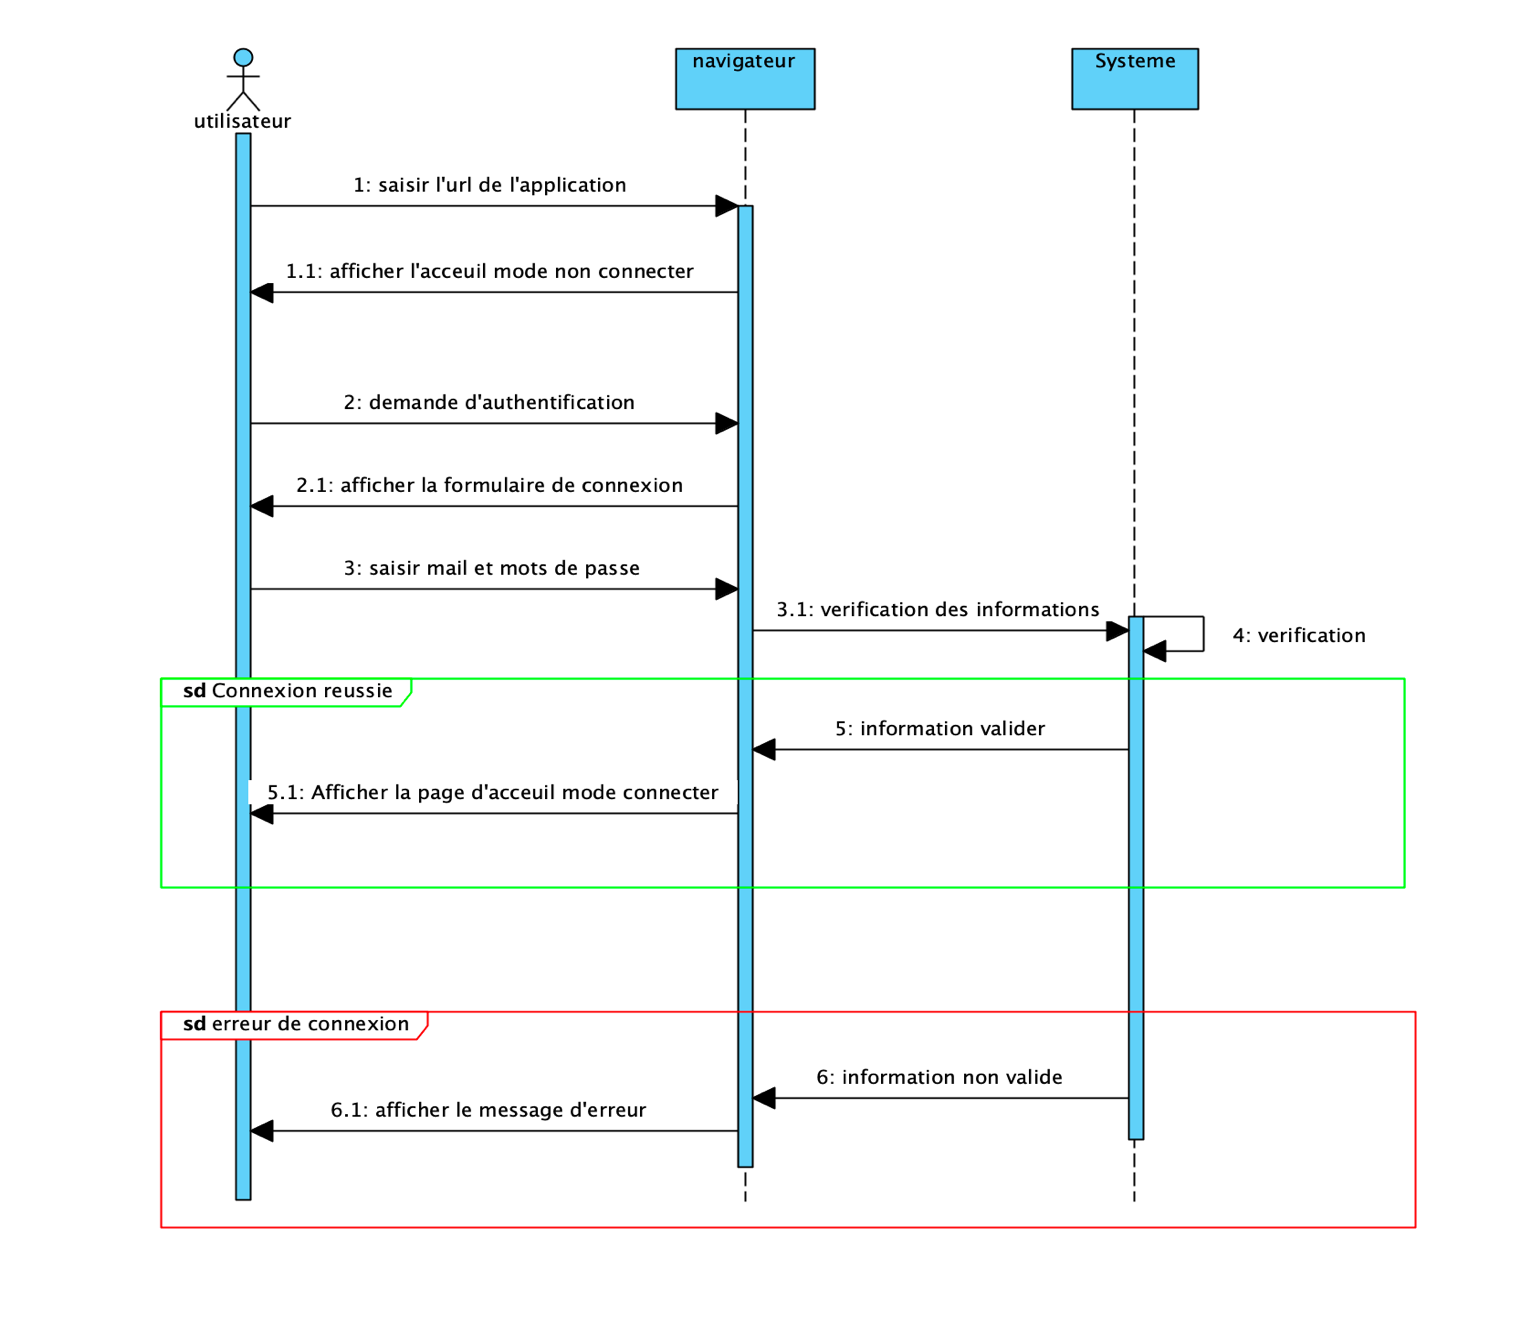 utilisateur
navigateur
Systeme
1: saisir l'url de l'application
1.1: afficher l'acceuil mode non connecter
2: demande d'authentification
2.1: afficher la formulaire de connexion
3: saisir mail et mots de passe
3.1: verification des informations
4: verification
sd Connexion reussie
5: information valider
5.1: Afficher la page d'acceuil mode connecter
sd erreur de connexion
6: information non valide
6.1: afficher le message d'erreur